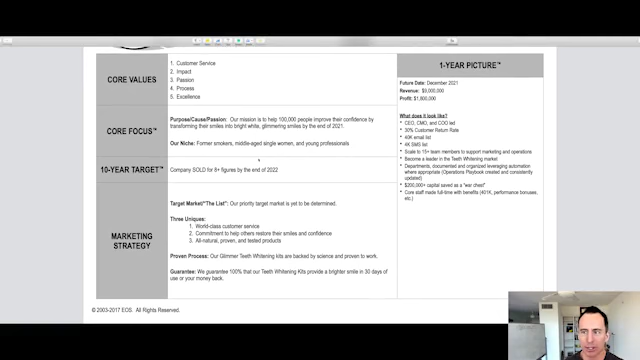 CORE VALUES
1. Customer Service
2. Impact
3. Passion
4. Process
5. Excellence
CORE FOCUS™
Purpose/Cause/Passion: Our mission is to help 100,000 people improve their confidence by
transforming their smiles into bright white, glimmering smiles by the end of 2021.
Our Niche: Former smokers, middle-aged single women, and young professionals
10-YEAR TARGET™
Company SOLD for 8+ figures by the end of 2022
MARKETING
STRATEGY
Target Market/"The List": Our priority target market is yet to be determined.
Three Uniques:
1. World-class customer service
2. Commitment to help others restore their smiles and confidence
3. All-natural, proven, and tested products
Proven Process: Our Glimmer Teeth Whitening kits are backed by science and proven to work.
Guarantee: We guarantee 100% that our Teeth Whitening Kits provide a brighter smile in 30 days
of use or your money back.
1-YEAR PICTURE™
Future Date: December 2021
Revenue: $9,000,000
Profit: $1,800,000
What does it look like?
• CEO, CMO, and COO led
• 30% Customer Return Rate
• 40K email list
• 4K SMS list
• Scale to 15+ team members to support marketing and operations
• Become a leader in the Teeth Whitening market
• Departments, documented and organized leveraging automation
where appropriate (Operations Playbook created and consistently
updated)
• $200,000+ capital saved as a "war chest"
• Core staff made full-time with benefits (401K, performance bonuses,
etc.)
© 2003-2017 EOS. All Rights Reserved.